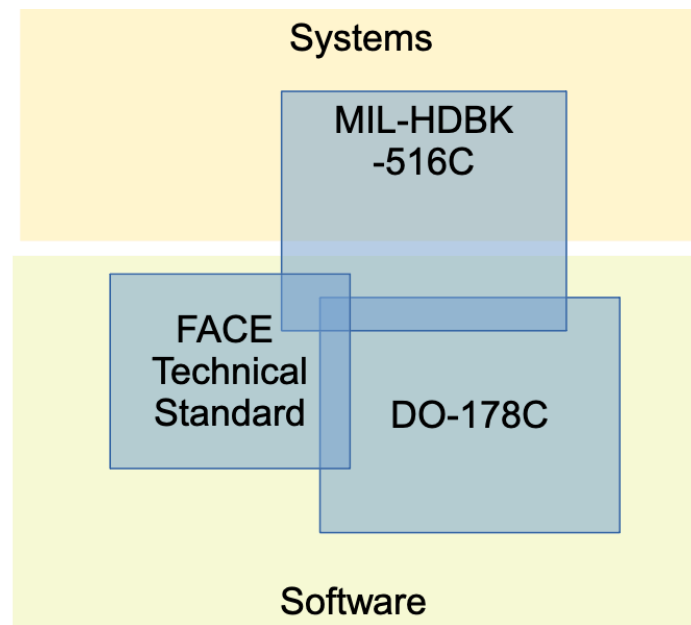 Systems
MIL-HDBK
-516C
FACE
Technical
Standard
DO-178C
Software